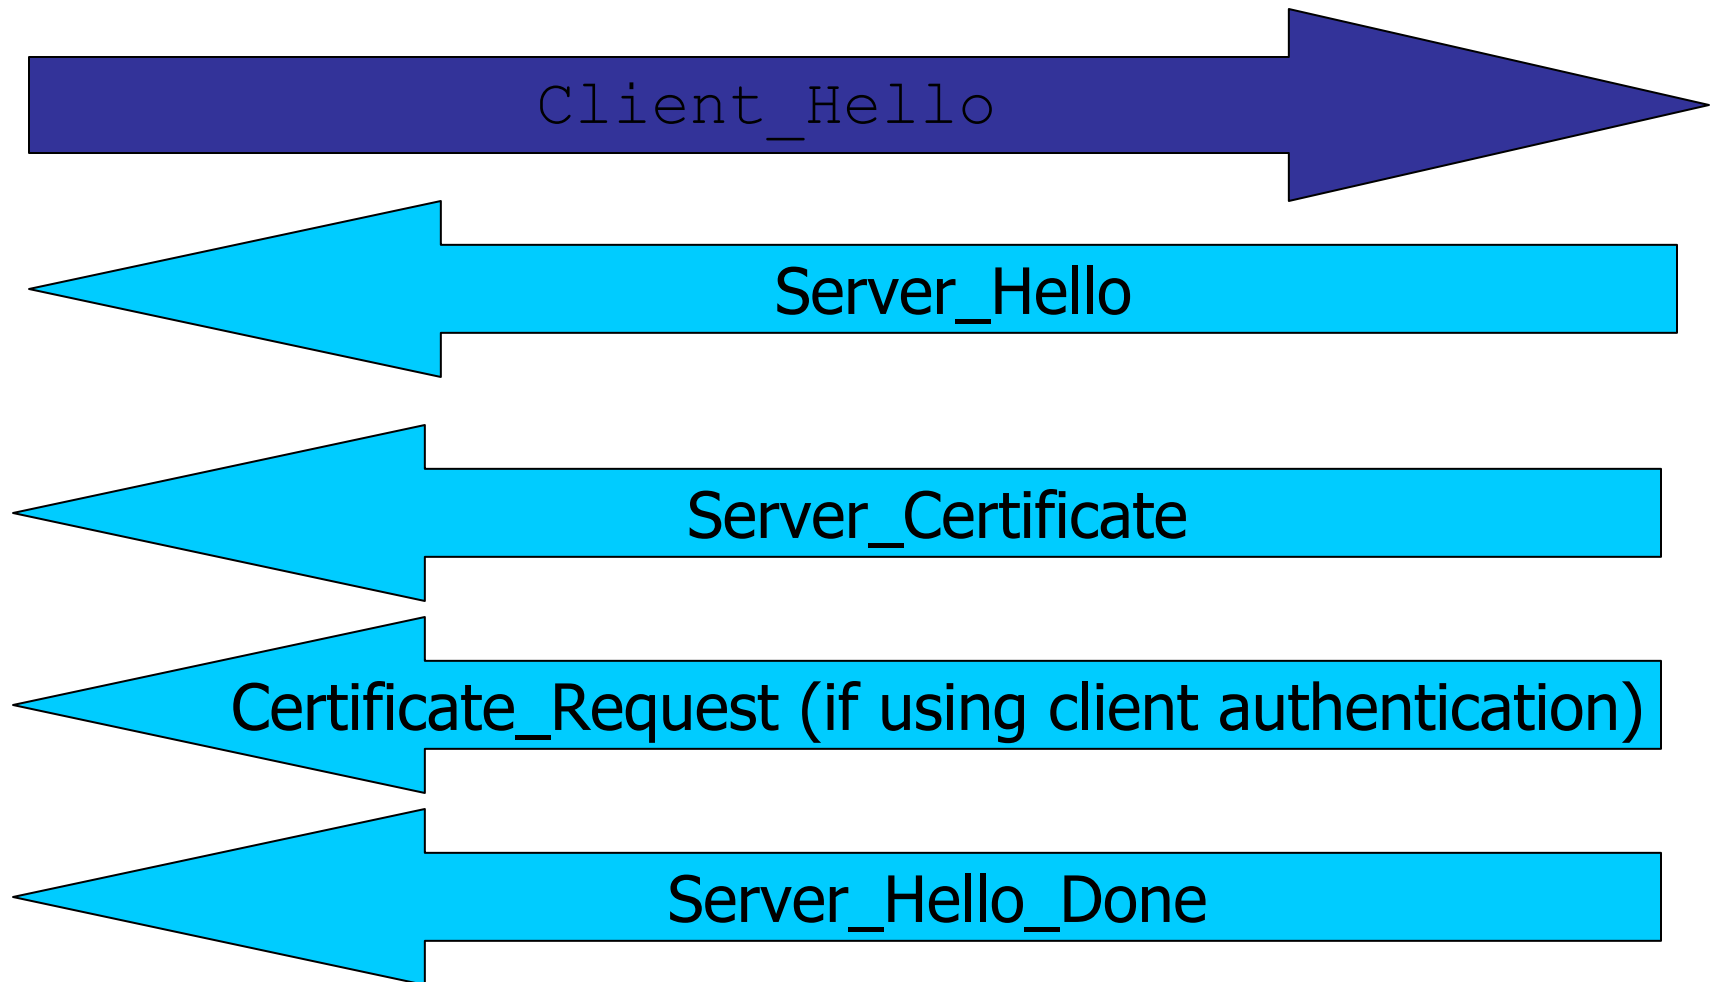 Client_Hello
Server_Hello
Server_Certificate
Certificate_Request (if using client authentication)
Server_Hello_Done